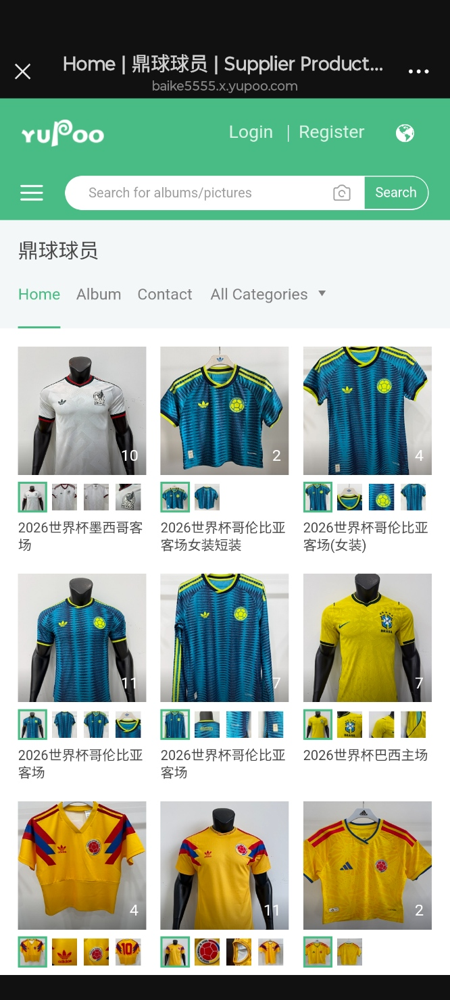 Home | 鼎球球员 | Supplier Product...
baike5555.x.yupoo.com
YUPOO
Login | Register
Search for albums/pictures
Search
鼎球球员
Home
Album
Contact
All Categories
10
2
4
2026世界杯墨西哥客
场
2026世界杯哥伦比亚
客场女装短装
2026世界杯哥伦比亚
客场(女装)
11
7
BRASIL
7
BRASIL
2026世界杯哥伦比亚
客场
2026世界杯哥伦比亚
客场
2026世界杯巴西主场
4
11
2
adidas
10